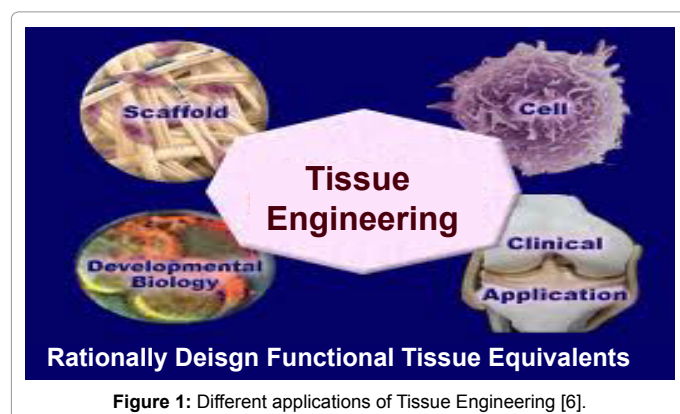 Scaffold
Cell
Tissue
Engineering
Developmental
Biology
Clinical
Application
Rationally Deisgn Functional Tissue Equivalents
Figure 1: Different applications of Tissue Engineering [6].